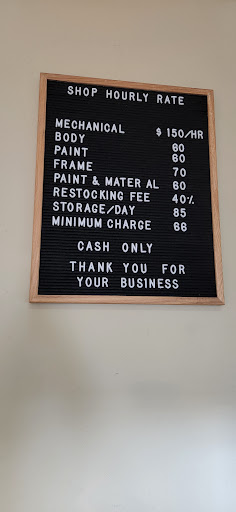 SHOP HOURLY RATE
MECHANICAL $150/HR
BODY 60
PAINT 60
FRAME 70
PAINT & MATER AL 60
RESTOCKING FEE 40%
STORAGE/DAY 85
MINIMUM CHARGE 66
CASH ONLY
THANK YOU FOR
YOUR BUSINESS